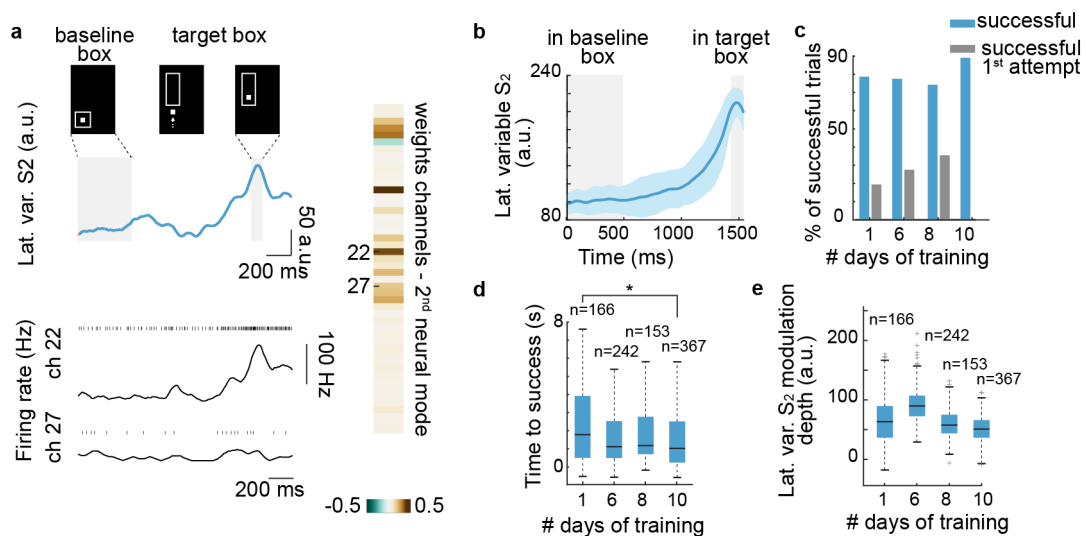 a
baseline
box
target box
Lat. var. S2 (a.u.)
50 a.u.
200 ms
Firing rate (Hz)
ch 22
ch 27
100 Hz
200 ms
22
27
weights channels - 2nd neural mode
-0.5
0.5
b
in baseline
box
in target
box
Lat. variable S2
(a.u.)
240
80
0
500
1000
1500
Time (ms)
c
successful
successful
1st attempt
% of successful trials
90
50
0
1
6
8
10
# days of training
d
*
n=166
n=242
n=153
n=367
Time to success (s)
8
4
0
1
6
8
10
# days of training
e
n=166
n=242
n=153
n=367
Lat. var. S2 modulation
depth (a.u.)
200
100
0
1
6
8
10
# days of training